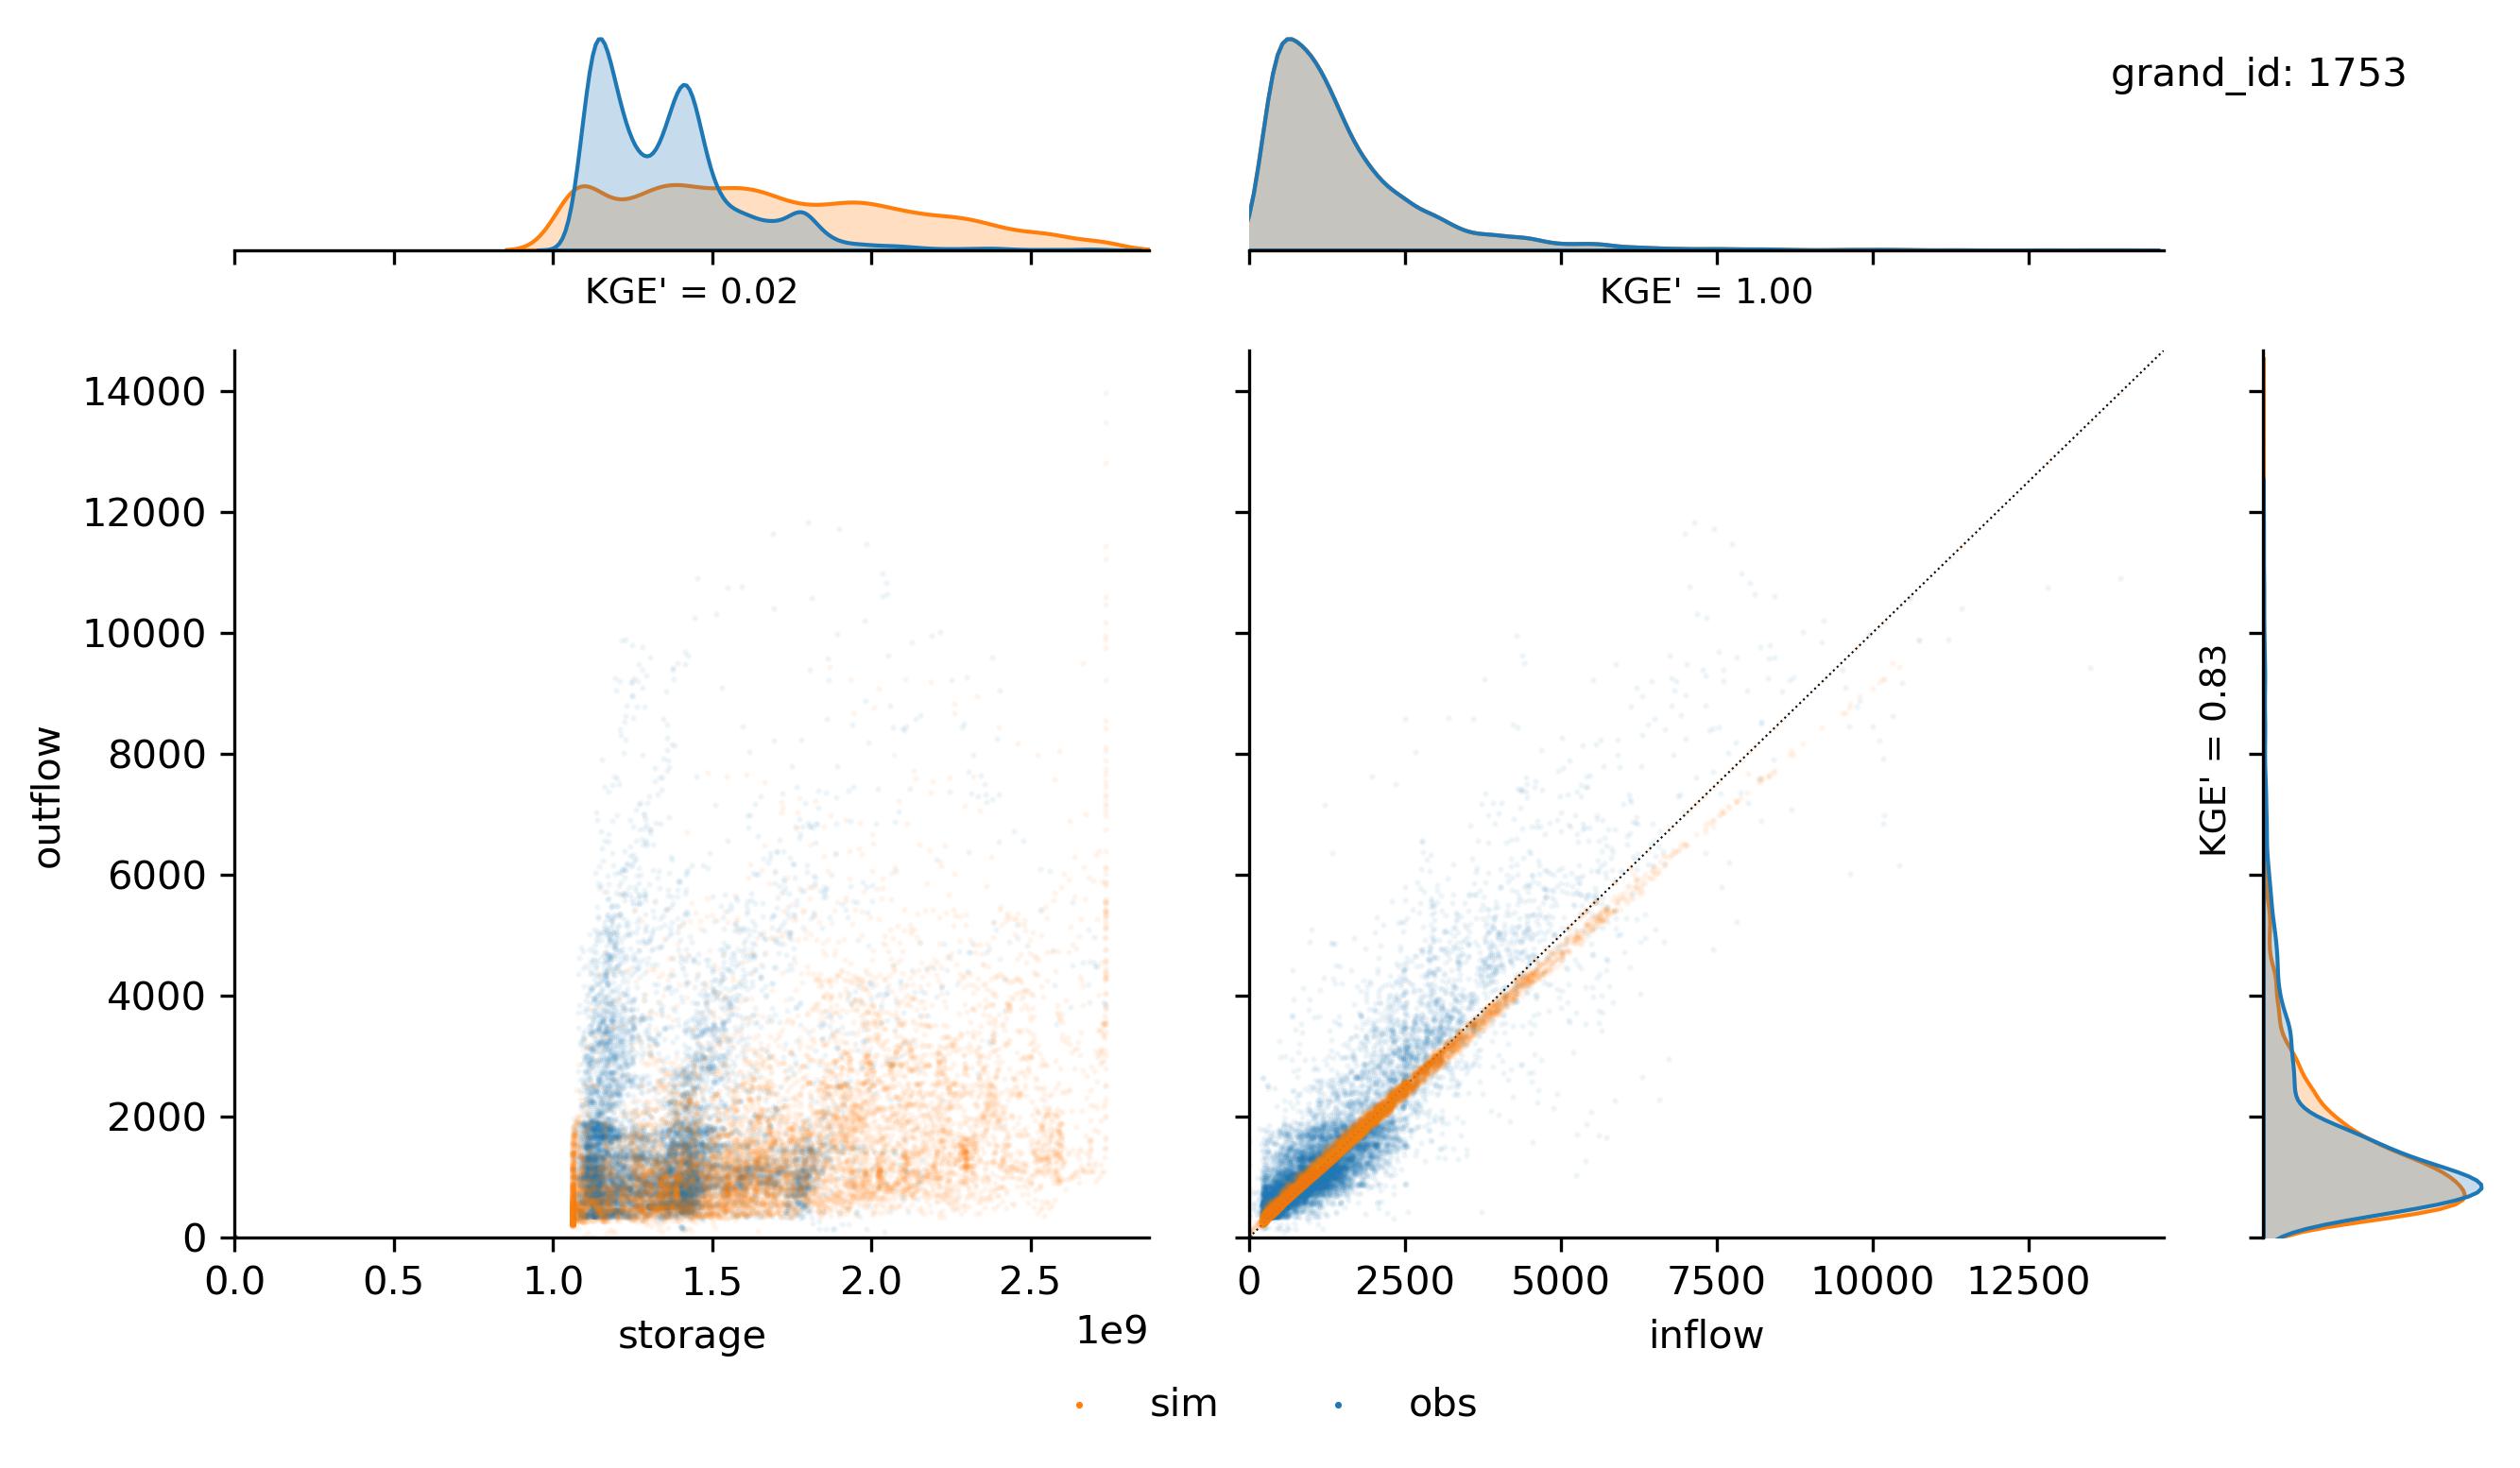 grand_id: 1753
KGE' = 0.02
KGE' = 1.00
14000
12000
10000
8000
6000
4000
2000
0
outflow
KGE' = 0.83
0.0 0.5 1.0 1.5 2.0 2.5
1e9
storage
0 2500 5000 7500 10000 12500
inflow
sim obs